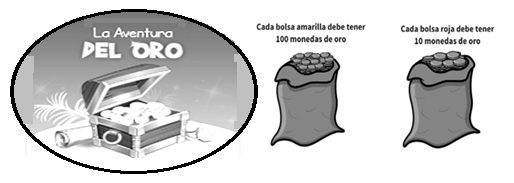 La Aventura
DEL ORO
Cada bolsa amarilla debe tener
100 monedas de oro
Cada bolsa roja debe tener
10 monedas de oro